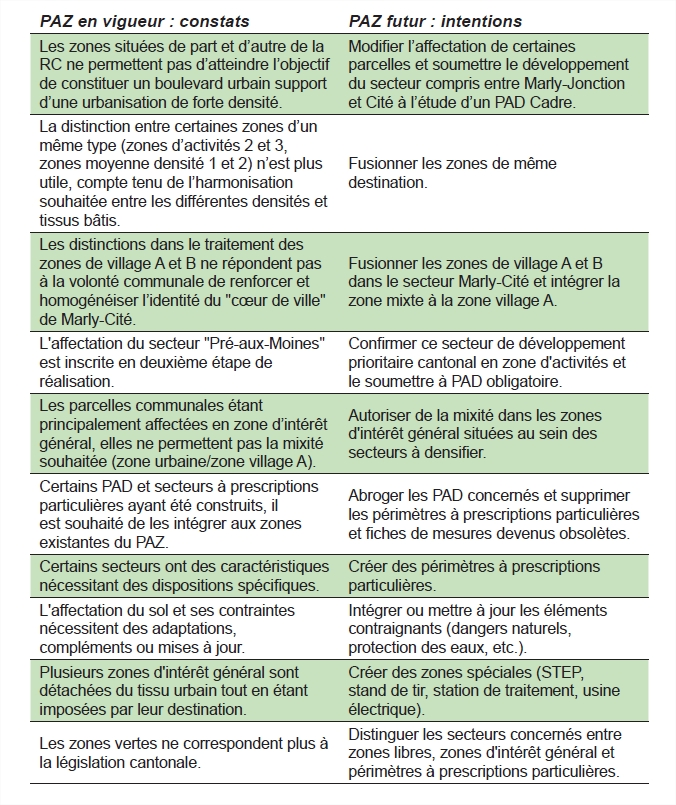 PAZ en vigueur : constats
PAZ futur : intentions
Les zones situées de part et d’autre de la
RC ne permettent pas d’atteindre l’objectif
de constituer un boulevard urbain support
d’une urbanisation de forte densité.
Modifier l’affectation de certaines
parcelles et soumettre le développement
du secteur compris entre Marly-Jonction
et Cité à l’étude d’un PAD Cadre.
La distinction entre certaines zones d’un
même type (zones d’activités 2 et 3,
zones moyenne densité 1 et 2) n’est plus
utile, compte tenu de l’harmonisation
souhaitée entre les différentes densités et
tissus bâtis.
Fusionner les zones de même
destination.
Les distinctions dans le traitement des
zones de village A et B ne répondent pas
à la volonté communale de renforcer et
homogénéiser l’identité du "cœur de ville"
de Marly-Cité.
Fusionner les zones de village A et B
dans le secteur Marly-Cité et intégrer la
zone mixte à la zone village A.
L'affectation du secteur "Pré-aux-Moines"
est inscrite en deuxième étape de
réalisation.
Confirmer ce secteur de développement
prioritaire cantonal en zone d'activités et
le soumettre à PAD obligatoire.
Les parcelles communales étant
principalement affectées en zone d’intérêt
général, elles ne permettent pas la mixité
souhaitée (zone urbaine/zone village A).
Autoriser de la mixité dans les zones
d'intérêt général situées au sein des
secteurs à densifier.
Certains PAD et secteurs à prescriptions
particulières ayant été construits, il
est souhaité de les intégrer aux zones
existantes du PAZ.
Abroger les PAD concernés et supprimer
les périmètres à prescriptions particulières
et fiches de mesures devenus obsolètes.
Certains secteurs ont des caractéristiques
nécessitant des dispositions spécifiques.
Créer des périmètres à prescriptions
particulières.
L'affectation du sol et ses contraintes
nécessitent des adaptations,
compléments ou mises à jour.
Intégrer ou mettre à jour les éléments
contraignants (dangers naturels,
protection des eaux, etc.).
Plusieurs zones d'intérêt général sont
détachées du tissu urbain tout en étant
imposées par leur destination.
Créer des zones spéciales (STEP,
stand de tir, station de traitement, usine
électrique).
Les zones vertes ne correspondent plus à
la législation cantonale.
Distinguer les secteurs concernés entre
zones libres, zones d'intérêt général et
périmètres à prescriptions particulières.